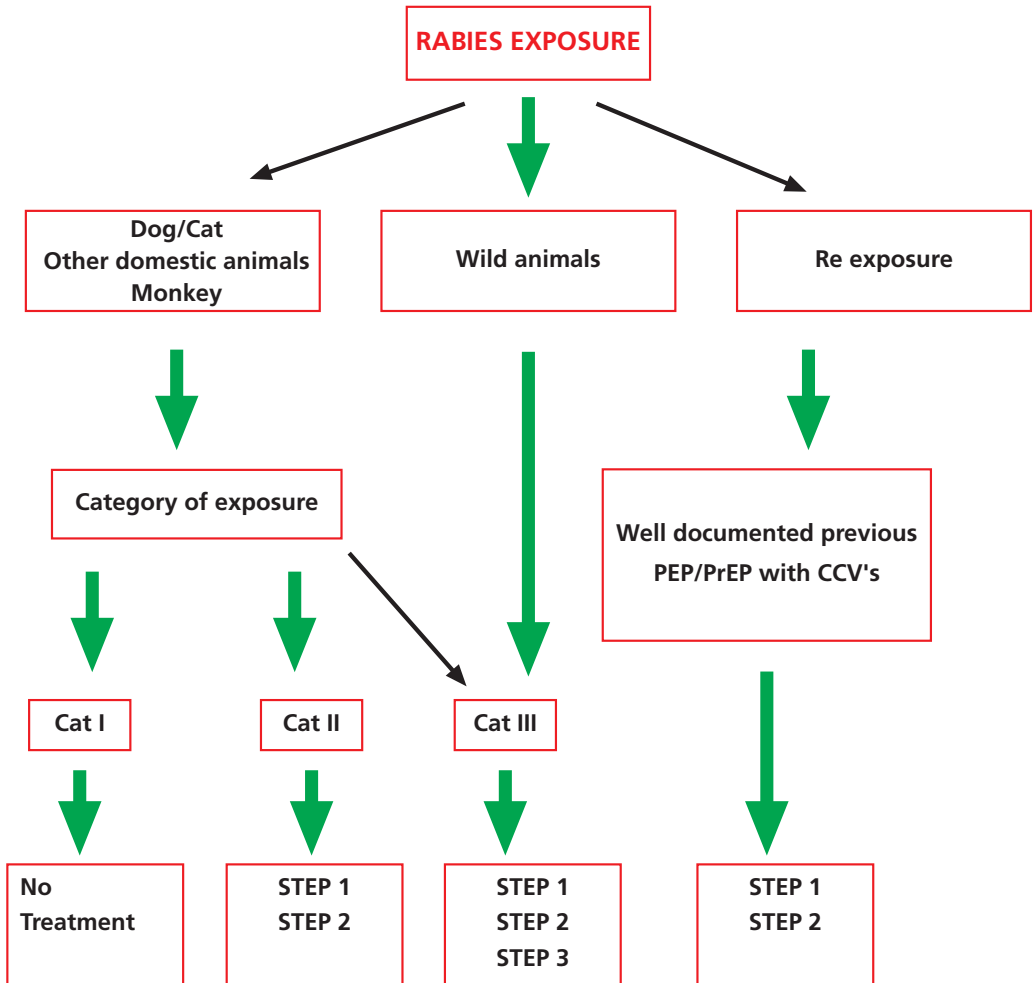 RABIES EXPOSURE
Dog/Cat
Other domestic animals
Monkey
Wild animals
Re exposure
Category of exposure
Well documented previous
PEP/PrEP with CCV's
Cat I
Cat II
Cat III
No
Treatment
STEP 1
STEP 2
STEP 1
STEP 2
STEP 3
STEP 1
STEP 2